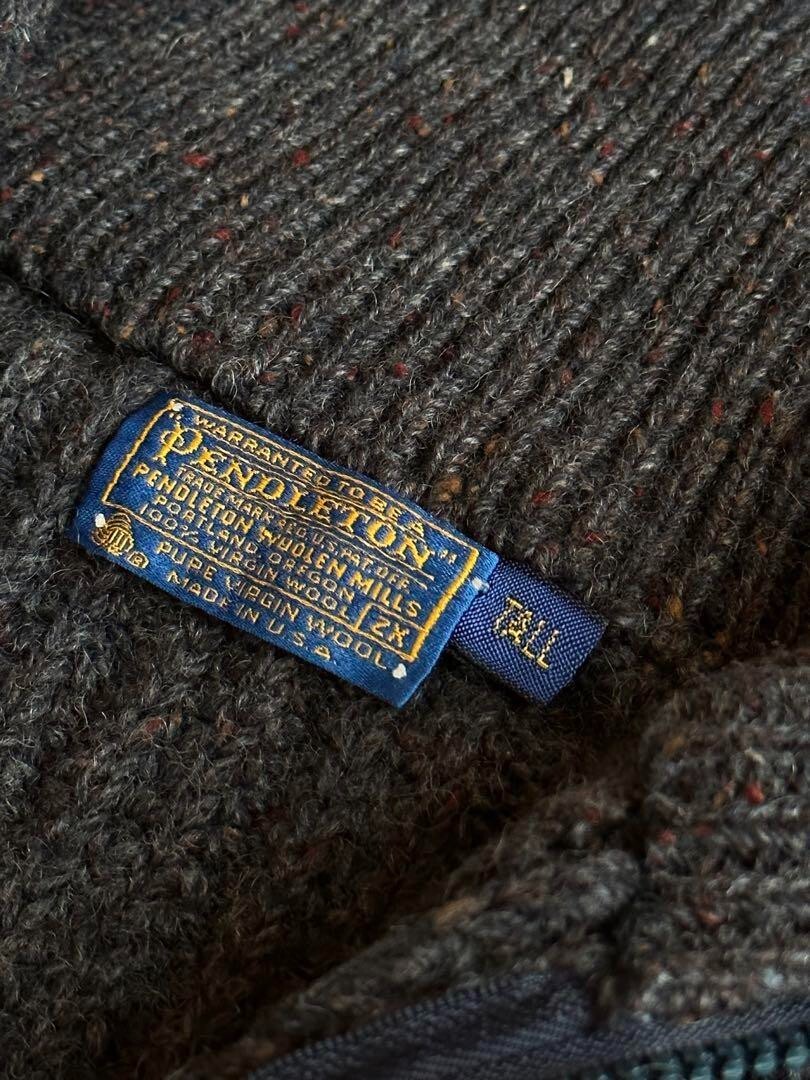 "WARRANTED TO BE A
PENDLETON"
TRADE MARK REG. U.S. PAT. OFF.
PENDLETON WOOLEN MILLS
PORTLAND, OREGON
100% VIRGIN WOOL
2X
®
PURE VIRGIN WOOL
MADE IN U.S.A
TALL